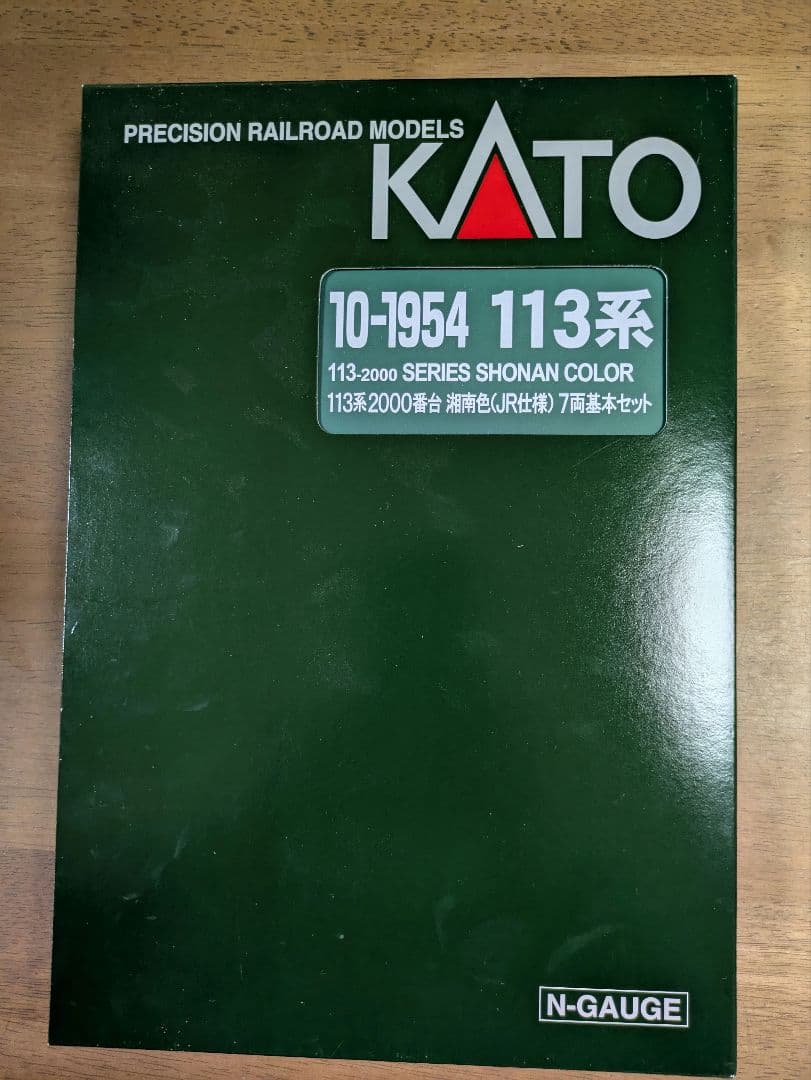 PRECISION RAILROAD MODELS
KATO
10-1954 113系
113-2000 SERIES SHONAN COLOR
113系2000番台 湘南色(JR仕様) 7両基本セット
N-GAUGE